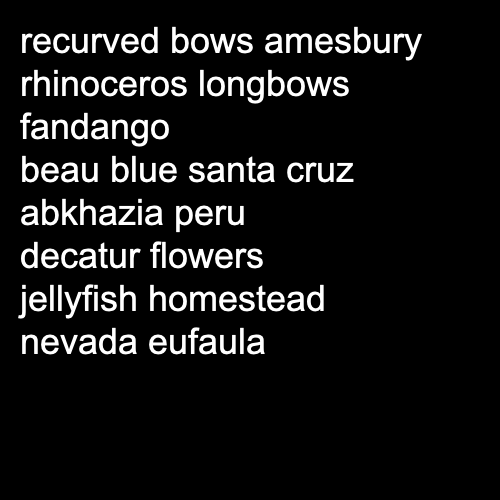 recurved bows amesbury
rhinoceros longbows
fandango
beau blue santa cruz
abkhazia peru
decatur flowers
jellyfish homestead
nevada eufaula